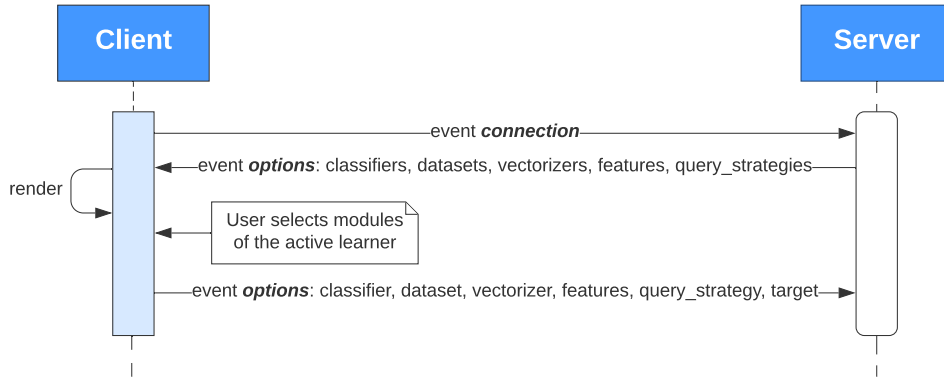 Client
Server
event connection
event options: classifiers, datasets, vectorizers, features, query_strategies
render
User selects modules
of the active learner
event options: classifier, dataset, vectorizer, features, query_strategy, target